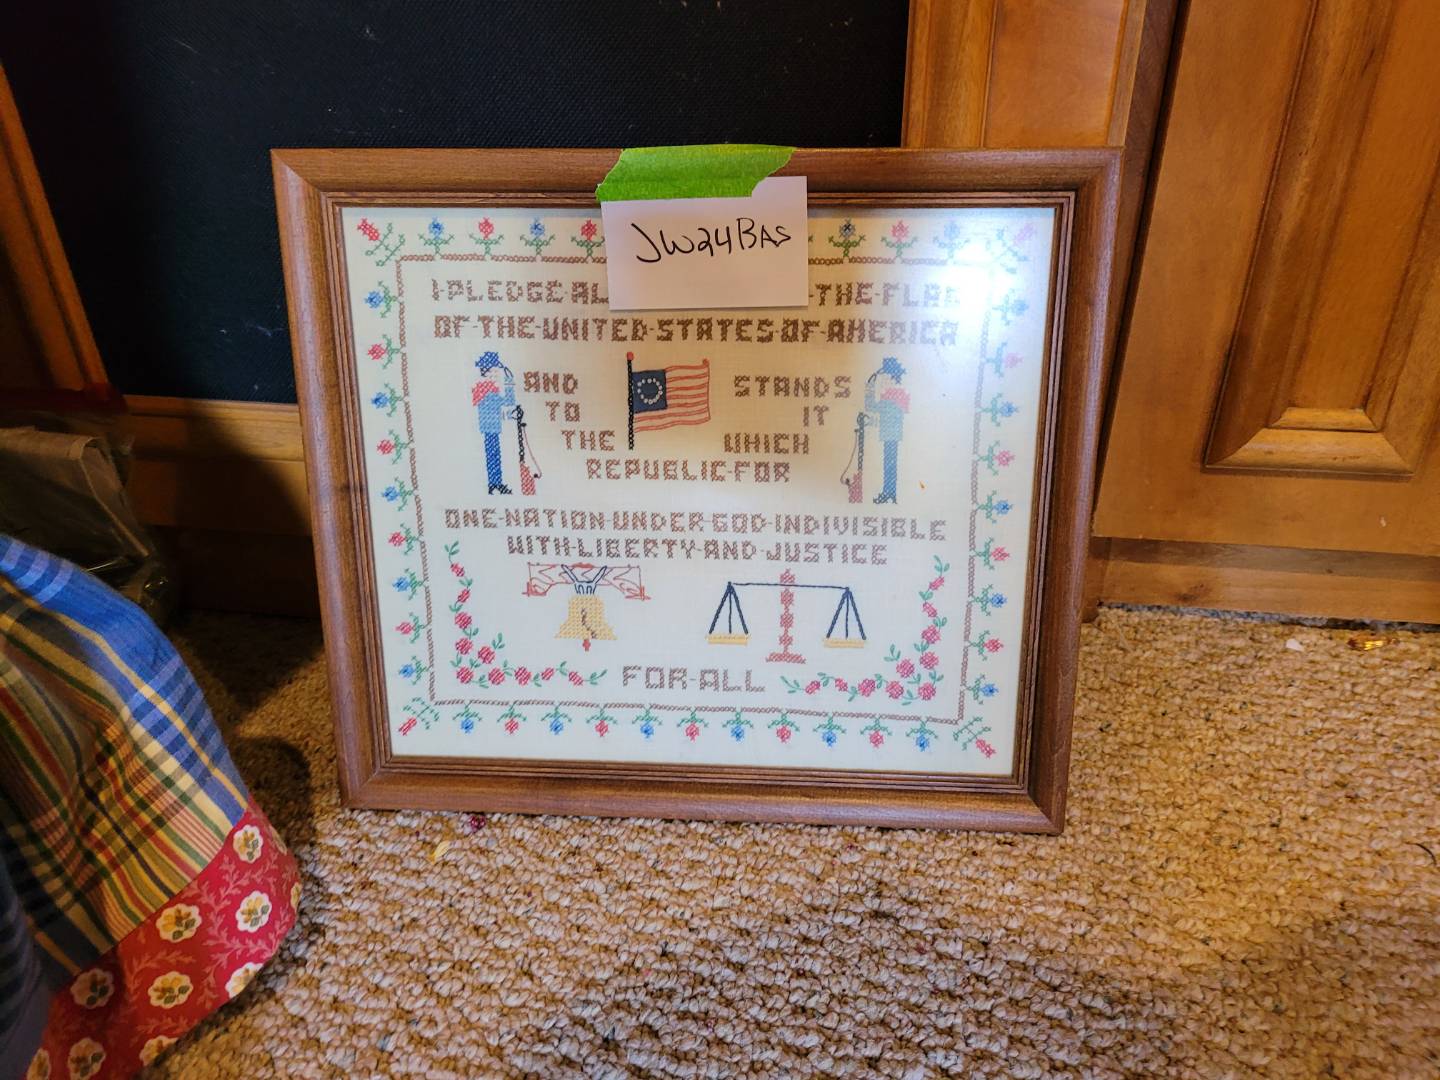 JW24BAS
I·PLEDGE·AL ·THE·FLAG
OF·THE·UNITED·STATES·OF·AMERICA
AND STANDS
TO IT
THE WHICH
REPUBLIC·FOR
ONE·NATION·UNDER·GOD·INDIVISIBLE
WITH·LIBERTY·AND·JUSTICE
FOR·ALL